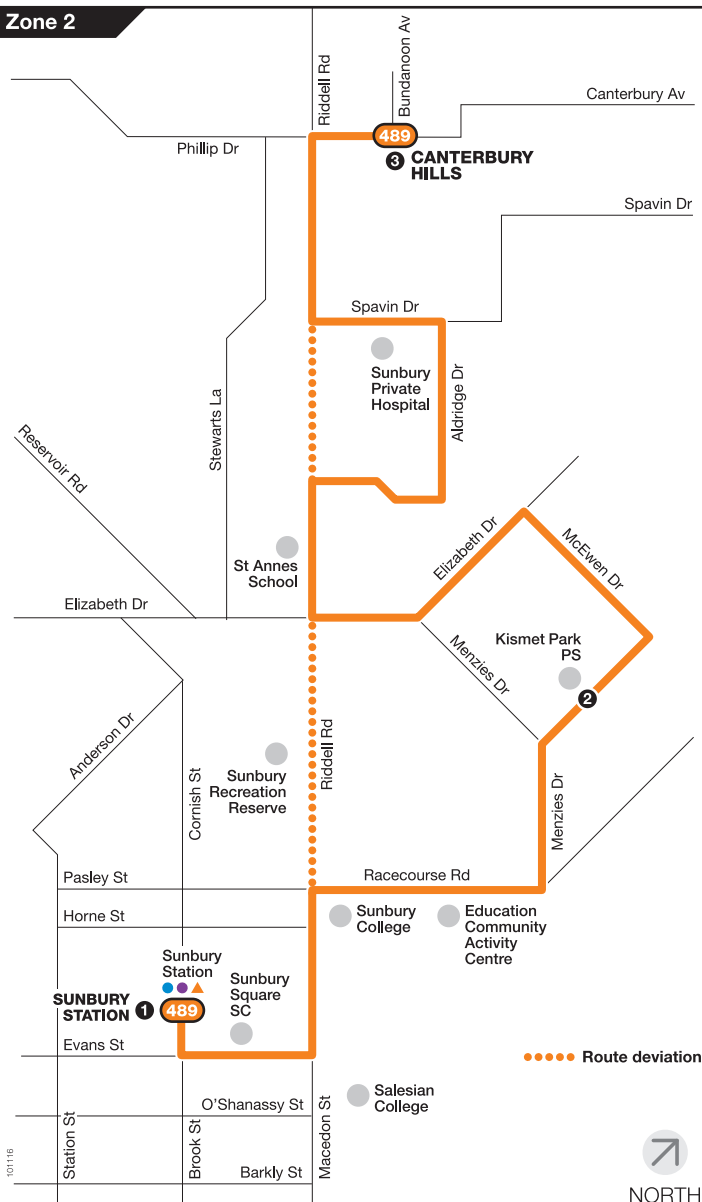 Zone 2
Riddell Rd
Bundanoon Av
Canterbury Av
489
Phillip Dr
3 CANTERBURY
HILLS
Spavin Dr
Spavin Dr
Sunbury
Private
Hospital
Aldridge Dr
Stewarts La
Reservoir Rd
St Annes
School
Elizabeth Dr
McEwen Dr
Elizabeth Dr
Menzies Dr
Kismet Park
PS
2
Anderson Dr
Cornish St
Sunbury
Recreation
Reserve
Riddell Rd
Menzies Dr
Pasley St
Racecourse Rd
Horne St
Sunbury
College
Education
Community
Activity
Centre
Sunbury
Station
Sunbury
Square
SC
SUNBURY
STATION
1
489
Evans St
Route deviation
Salesian
College
O'Shanassy St
Station St
Brook St
Macedon St
Barkly St
101116
NORTH